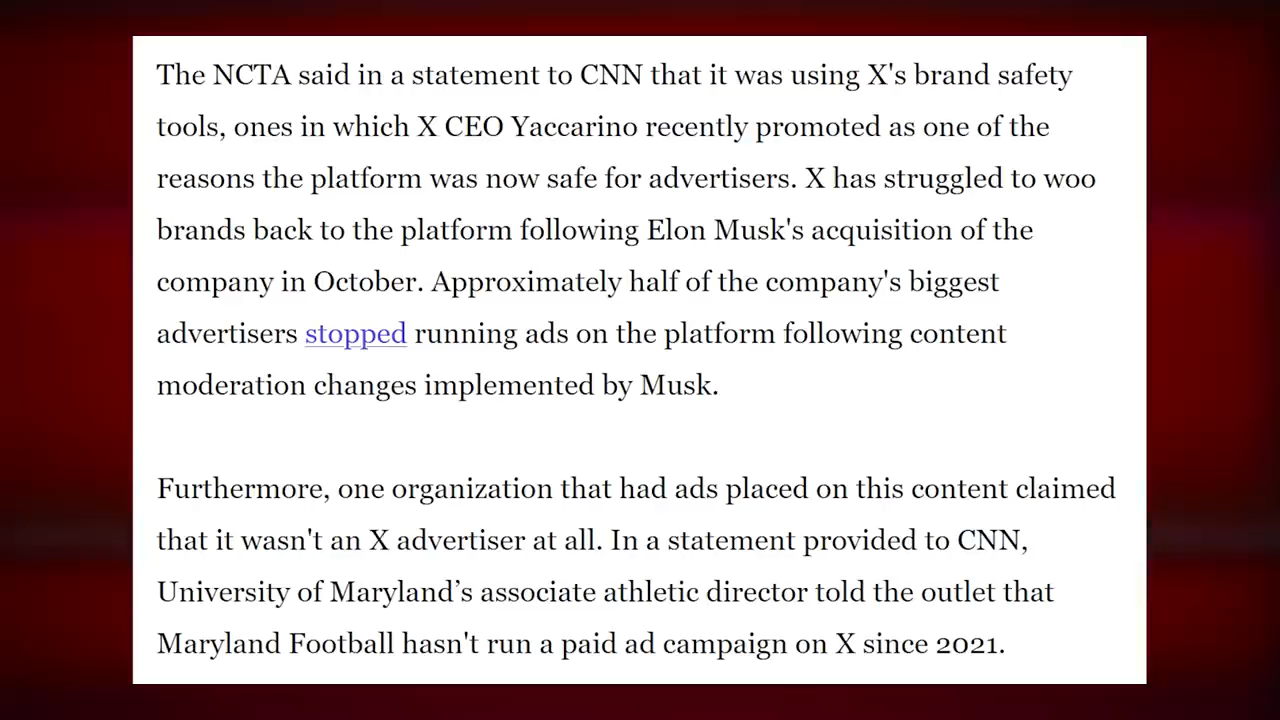 The NCTA said in a statement to CNN that it was using X's brand safety
tools, ones in which X CEO Yaccarino recently promoted as one of the
reasons the platform was now safe for advertisers. X has struggled to woo
brands back to the platform following Elon Musk's acquisition of the
company in October. Approximately half of the company's biggest
advertisers stopped running ads on the platform following content
moderation changes implemented by Musk.
Furthermore, one organization that had ads placed on this content claimed
that it wasn't an X advertiser at all. In a statement provided to CNN,
University of Maryland’s associate athletic director told the outlet that
Maryland Football hasn't run a paid ad campaign on X since 2021.